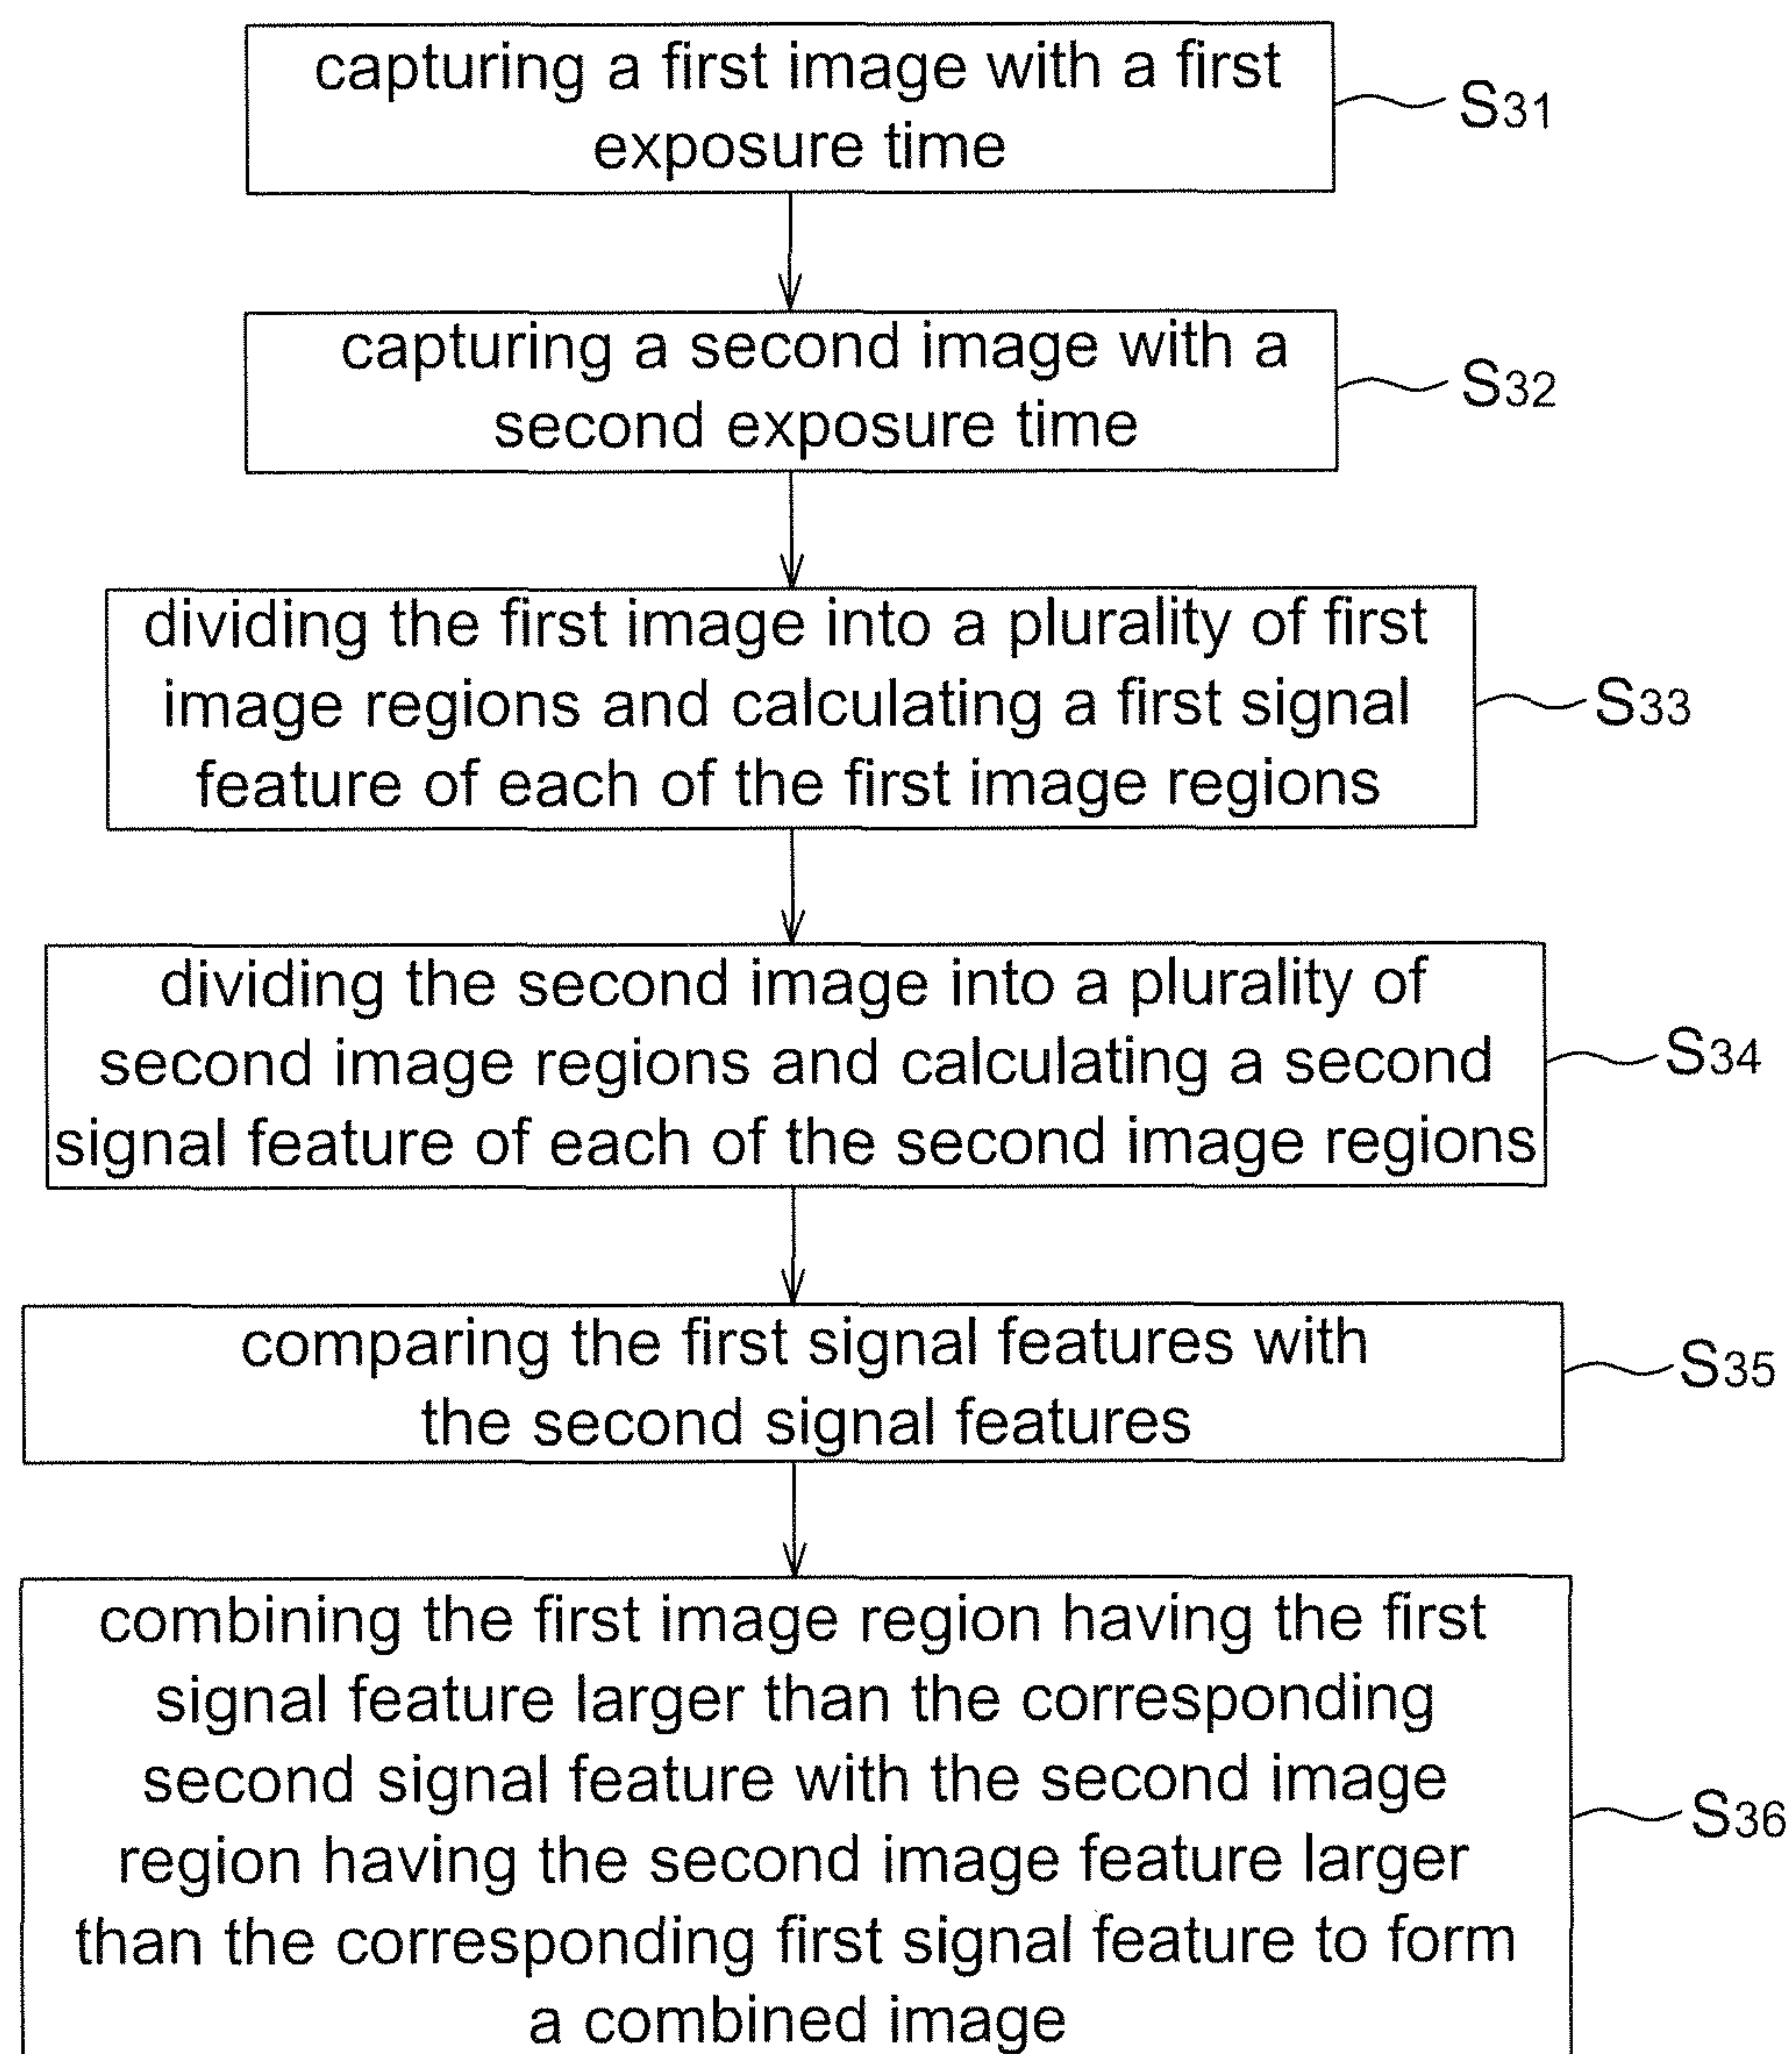 capturing a first image with a first
exposure time
S31
capturing a second image with a
second exposure time
S32
dividing the first image into a plurality of first
image regions and calculating a first signal
feature of each of the first image regions
S33
dividing the second image into a plurality of
second image regions and calculating a second
signal feature of each of the second image regions
S34
comparing the first signal features with
the second signal features
S35
combining the first image region having the first
signal feature larger than the corresponding
second signal feature with the second image
region having the second image feature larger
than the corresponding first signal feature to form
a combined image
S36